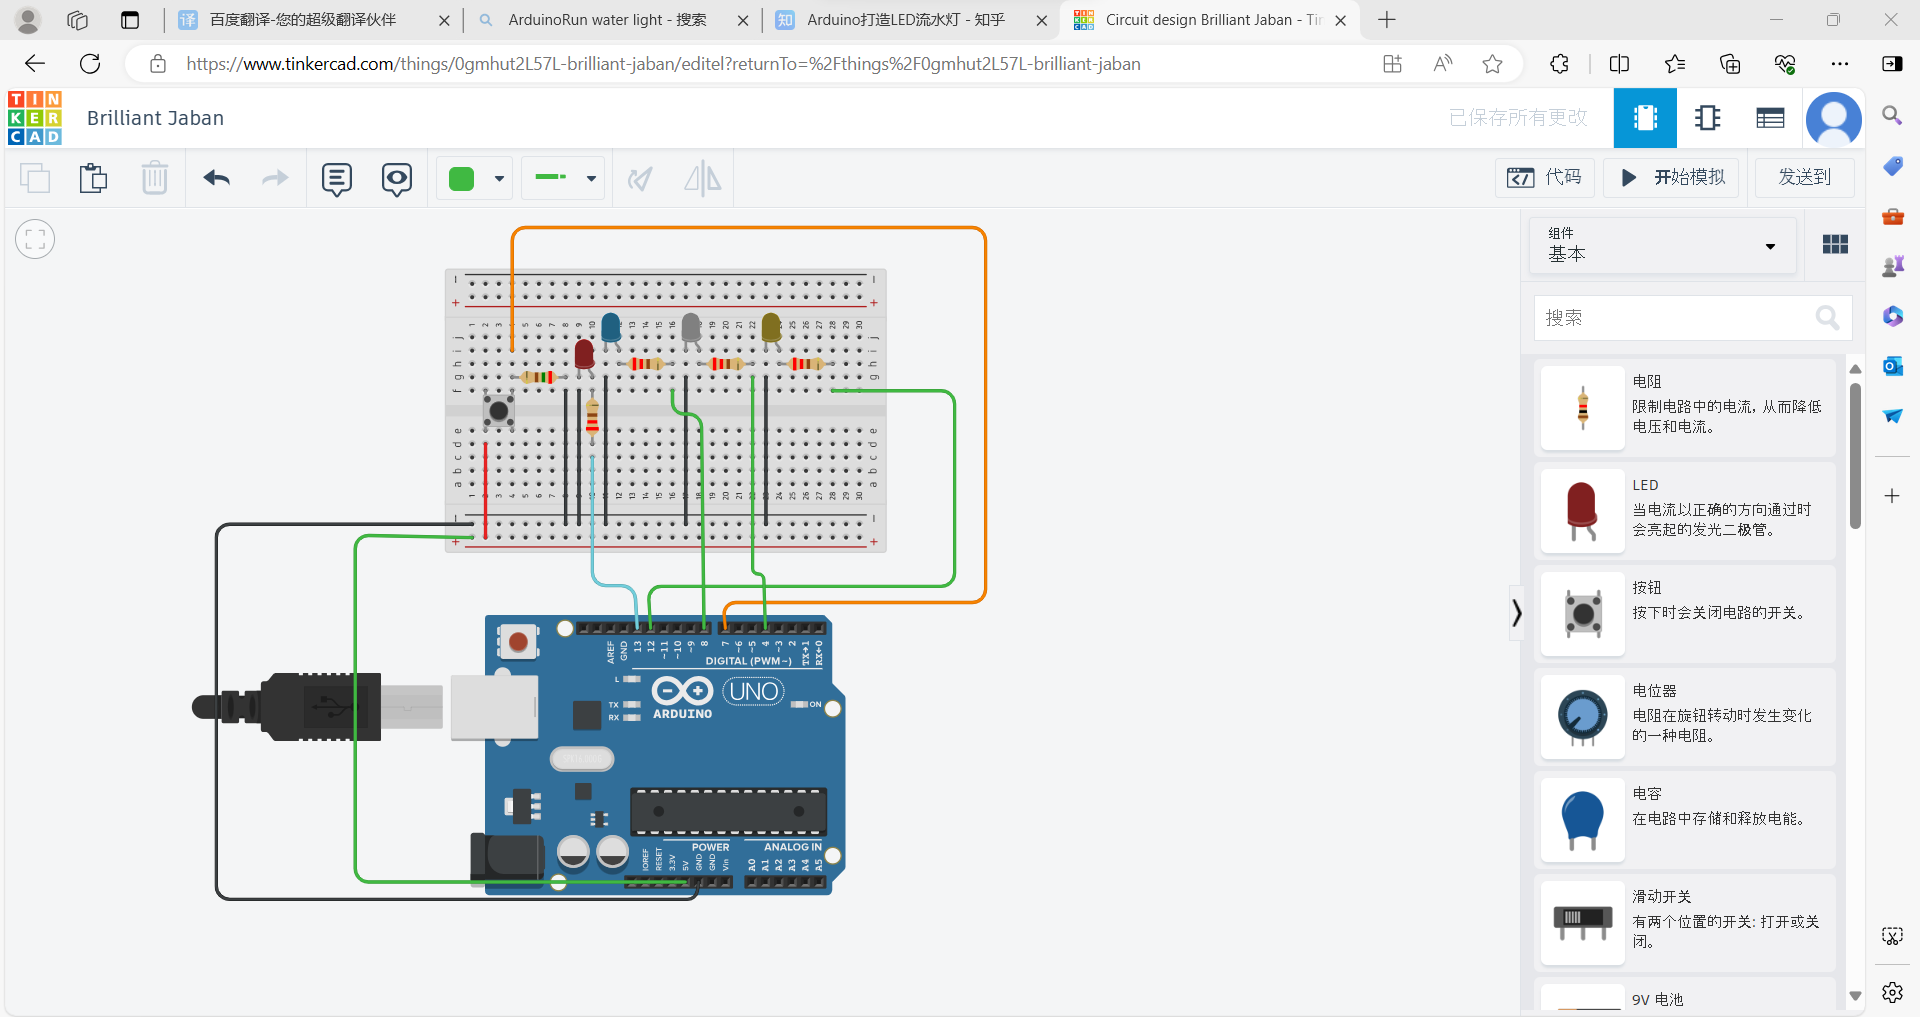 百度翻译-您的超级翻译伙伴
ArduinoRun water light - 搜索
Arduino打造LED流水灯 - 知乎
Circuit design Brilliant Jaban - Tin
https://www.tinkercad.com/things/0gmhut2L57L-brilliant-jaban/editel?returnTo=%2Fthings%2F0gmhut2L57L-brilliant-jaban
TIN
KER
CAD
Brilliant Jaban
已保存所有更改
代码
开始模拟
发送到
组件
基本
搜索
电阻
限制电路中的电流, 从而降低
电压和电流。
LED
当电流以正确的方向通过时
会亮起的发光二极管。
按钮
按下时会关闭电路的开关。
电位器
电阻在旋钮转动时发生变化
的一种电阻。
电容
在电路中存储和释放电能。
滑动开关
有两个位置的开关: 打开或关
闭。
9V 电池
AREF
GND
13
12
~11
~10
~9
8
7
~6
~5
4
~3
2
TX→1
RX←0
DIGITAL (PWM~)
L
TX
RX
ARDUINO
UNO
ON
POWER
ANALOG IN
IOREF
RESET
3.3V
5V
GND
GND
Vin
A0
A1
A2
A3
A4
A5